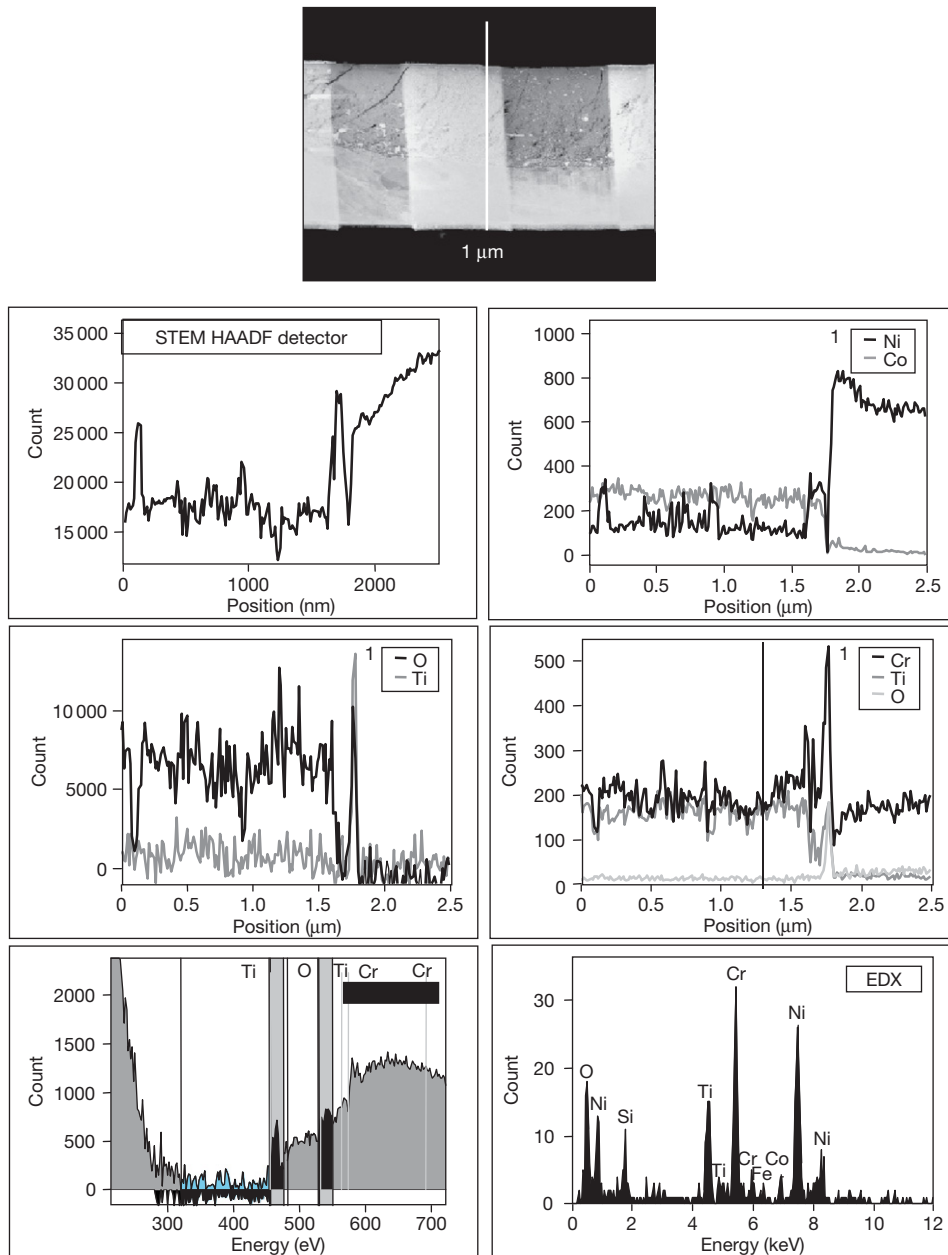 1 μm
STEM HAADF detector
35 000
30 000
25 000
20 000
15 000
Count
0
1000
2000
Position (nm)
1
Ni
Co
1000
800
600
400
200
0
Count
0
0.5
1.0
1.5
2.0
2.5
Position (μm)
1
O
Ti
10 000
5000
0
Count
0
0.5
1.0
1.5
2.0
2.5
Position (μm)
1
Cr
Ti
O
500
400
300
200
100
0
Count
0
0.5
1.0
1.5
2.0
2.5
Position (μm)
Ti O Ti Cr Cr
2000
1500
1000
500
0
Count
300 400 500 600 700
Energy (eV)
EDX
30
20
10
0
Count
O
Ni
Si
Ti
Ti
Cr
Cr
Fe
Co
Ni
Ni
0 2 4 6 8 10 12
Energy (keV)